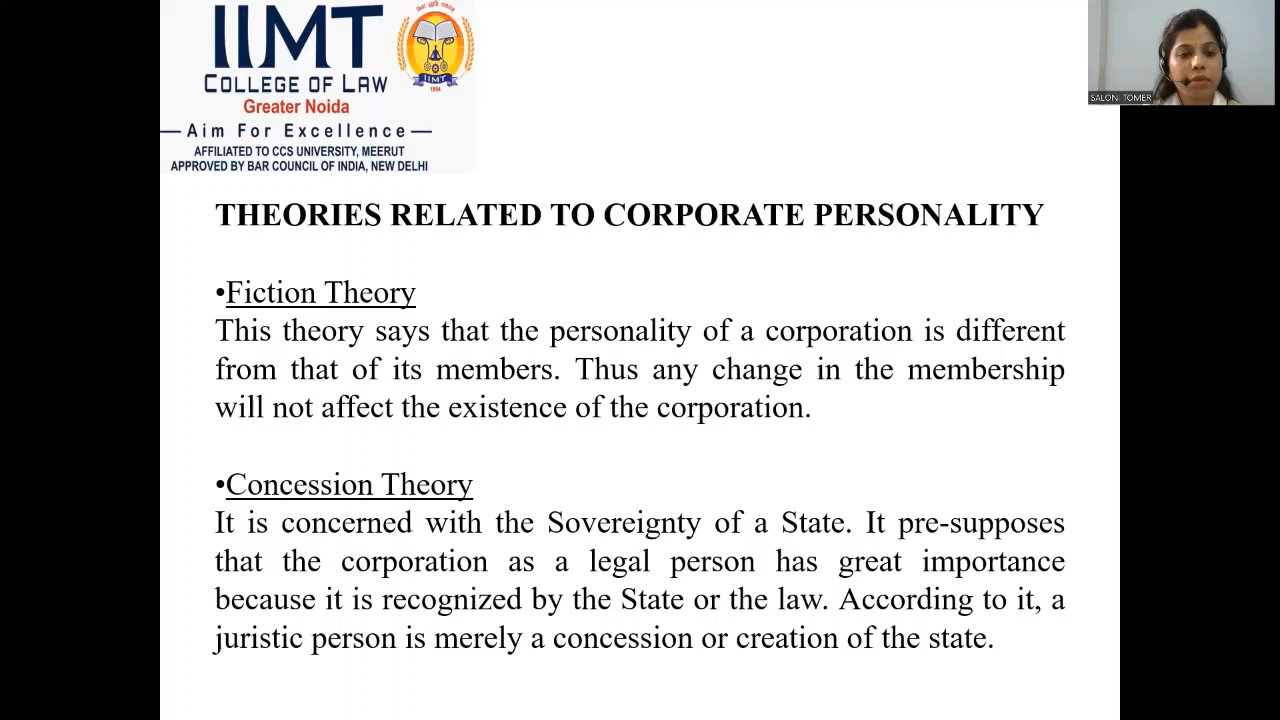 IIMT
COLLEGE OF LAW
Greater Noida
— Aim For Excellence —
AFFILIATED TO CCS UNIVERSITY, MEERUT
APPROVED BY BAR COUNCIL OF INDIA, NEW DELHI
IIMT
1994
SALONI TOMER
THEORIES RELATED TO CORPORATE PERSONALITY
•Fiction Theory
This theory says that the personality of a corporation is different
from that of its members. Thus any change in the membership
will not affect the existence of the corporation.
•Concession Theory
It is concerned with the Sovereignty of a State. It pre-supposes
that the corporation as a legal person has great importance
because it is recognized by the State or the law. According to it, a
juristic person is merely a concession or creation of the state.